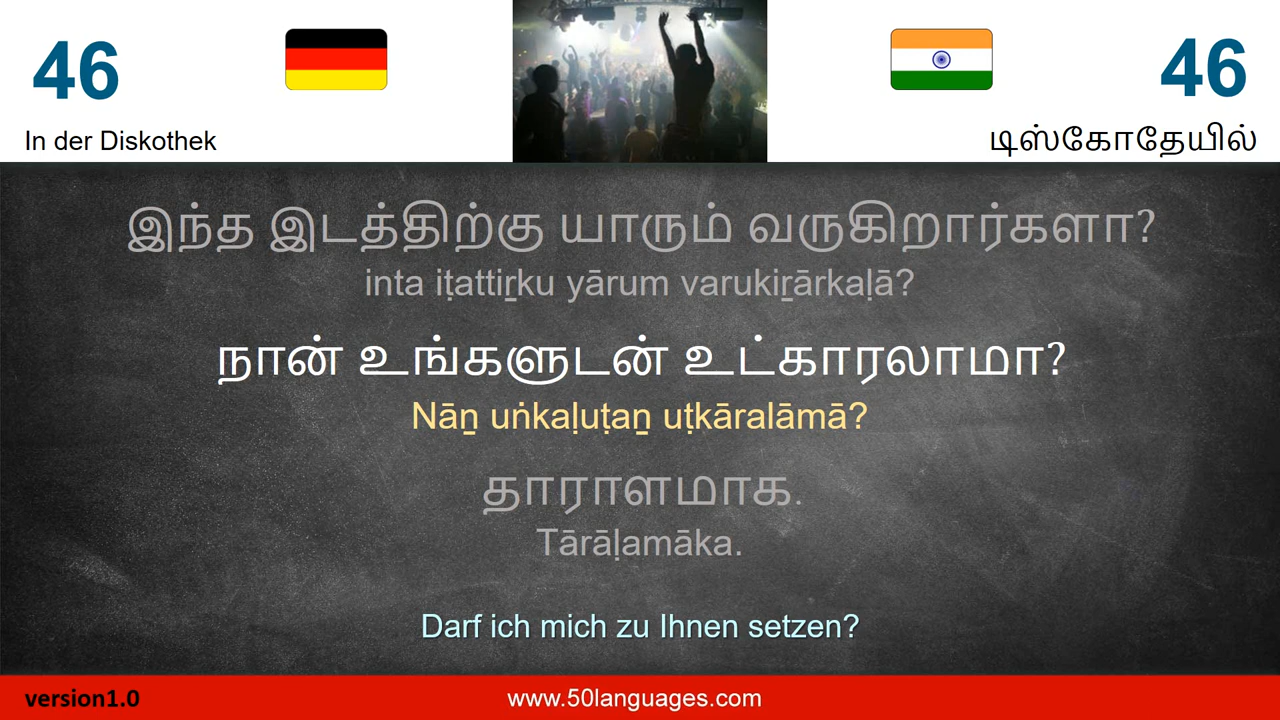 46
46
In der Diskothek
டிஸ்கோதேயில்
இந்த இடத்திற்கு யாரும் வருகிறார்களா?
inta iṭattiṟku yārum varukiṟārkaḷā?
நான் உங்களுடன் உட்காரலாமா?
Nāṉ uṅkaḷuṭaṉ uṭkāralāmā?
தாராளமாக.
Tārāḷamāka.
Darf ich mich zu Ihnen setzen?
version1.0
www.50languages.com